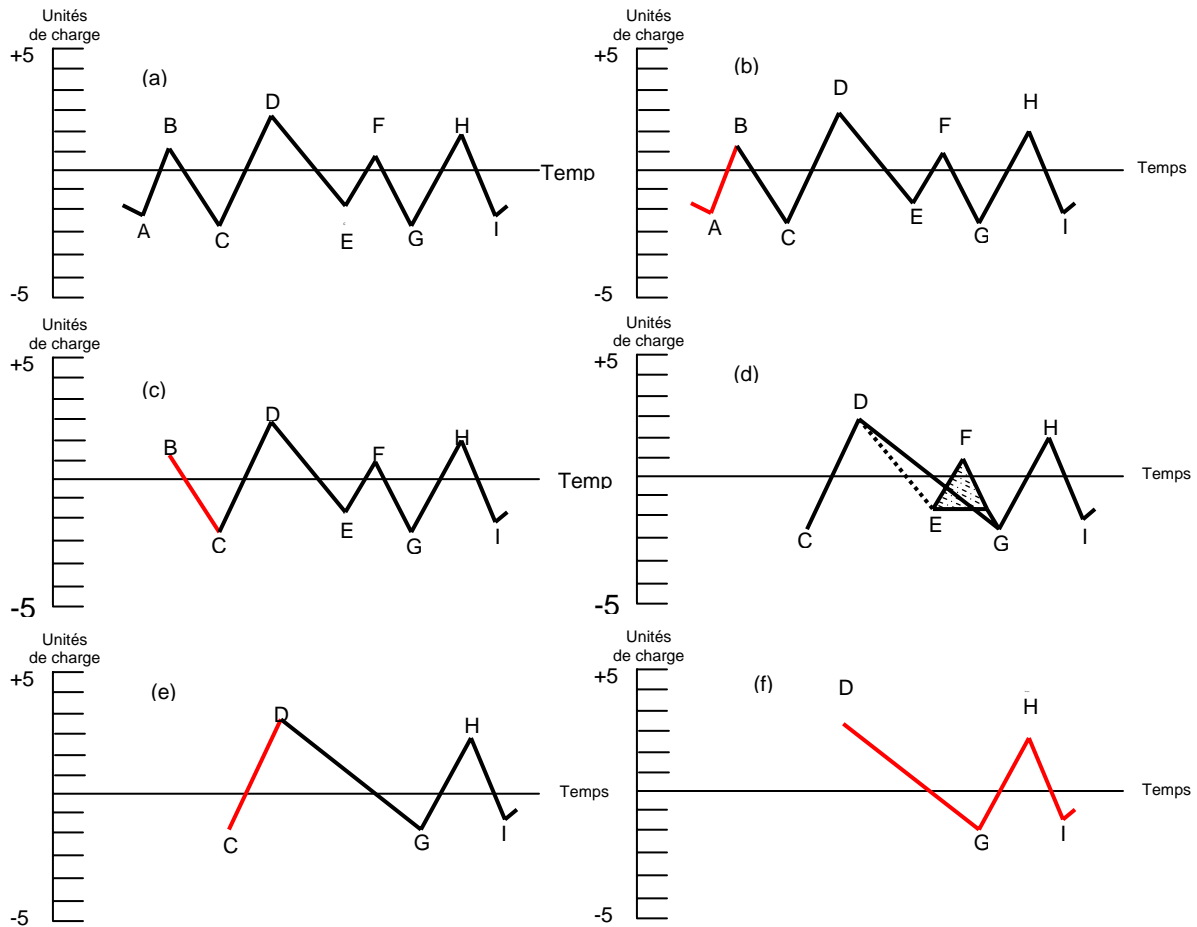 Unités
de charge
+5
(a)
D
B
F
H
Temp
A
C
E
G
I
-5
Unités
de charge
+5
(b)
D
H
B
F
Temps
A
C
E
G
I
-5
Unités
de charge
+5
(c)
D
B
F
H
Temp
C
E
G
I
-5
Unités
de charge
+5
(d)
D
F
H
Temps
C
E
G
I
-5
Unités
de charge
+5
(e)
D
H
Temps
C
G
I
-5
Unités
de charge
+5
(f)
D
H
Temps
G
I
-5